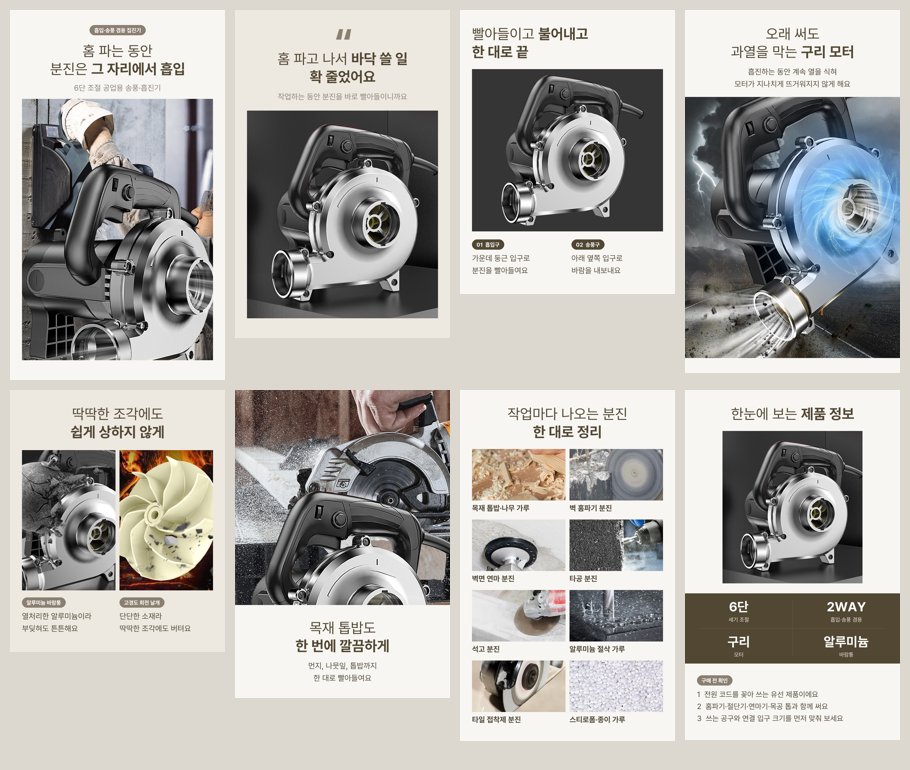 흡입·송풍 겸용 집진기
홈 파는 동안
분진은 그 자리에서 흡입
6단 조절 공업용 송풍·흡진기
홈 파고 나서 바닥 쓸 일
확 줄었어요
작업하는 동안 분진을 바로 빨아들이니까요
빨아들이고 불어내고
한 대로 끝
01 흡입구
가운데 둥근 입구로
분진을 빨아들여요
02 송풍구
아래 옆쪽 입구로
바람을 내보내요
오래 써도
과열을 막는 구리 모터
흡진하는 동안 계속 열을 식혀
모터가 지나치게 뜨거워지지 않게 해요
딱딱한 조각에도
쉽게 상하지 않게
알루미늄 바람통
열처리한 알루미늄이라
부딪혀도 튼튼해요
고경도 회전 날개
단단한 소재라
딱딱한 조각에도 버텨요
목재 톱밥도
한 번에 깔끔하게
먼지, 나뭇잎, 톱밥까지
한 대로 빨아들여요
작업마다 나오는 분진
한 대로 정리
목재 톱밥·나무 가루
벽 홈파기 분진
벽면 연마 분진
타공 분진
석고 분진
알루미늄 절삭 가루
타일 접착제 분진
스티로폼·종이 가루
한눈에 보는 제품 정보
6단
세기 조절
2WAY
흡입·송풍 겸용
구리
모터
알루미늄
바람통
구매 전 확인
1 전원 코드를 꽂아 쓰는 유선 제품이에요
2 홈파기·절단기·연마기·목공 톱과 함께 써요
3 쓰는 공구와 연결 입구 크기를 먼저 맞춰 보세요